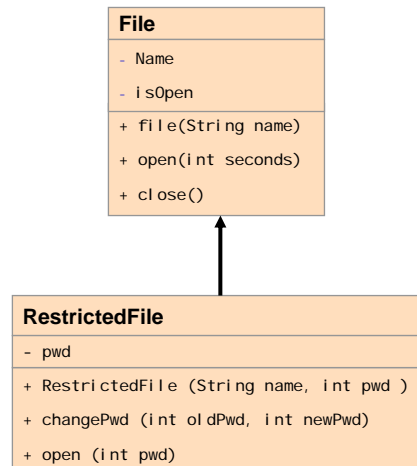 File
- Name
- isOpen
+ file(String name)
+ open(int seconds)
+ close()
RestrictedFile
- pwd
+ RestrictedFile (String name, int pwd )
+ changePwd (int oldPwd, int newPwd)
+ open (int pwd)